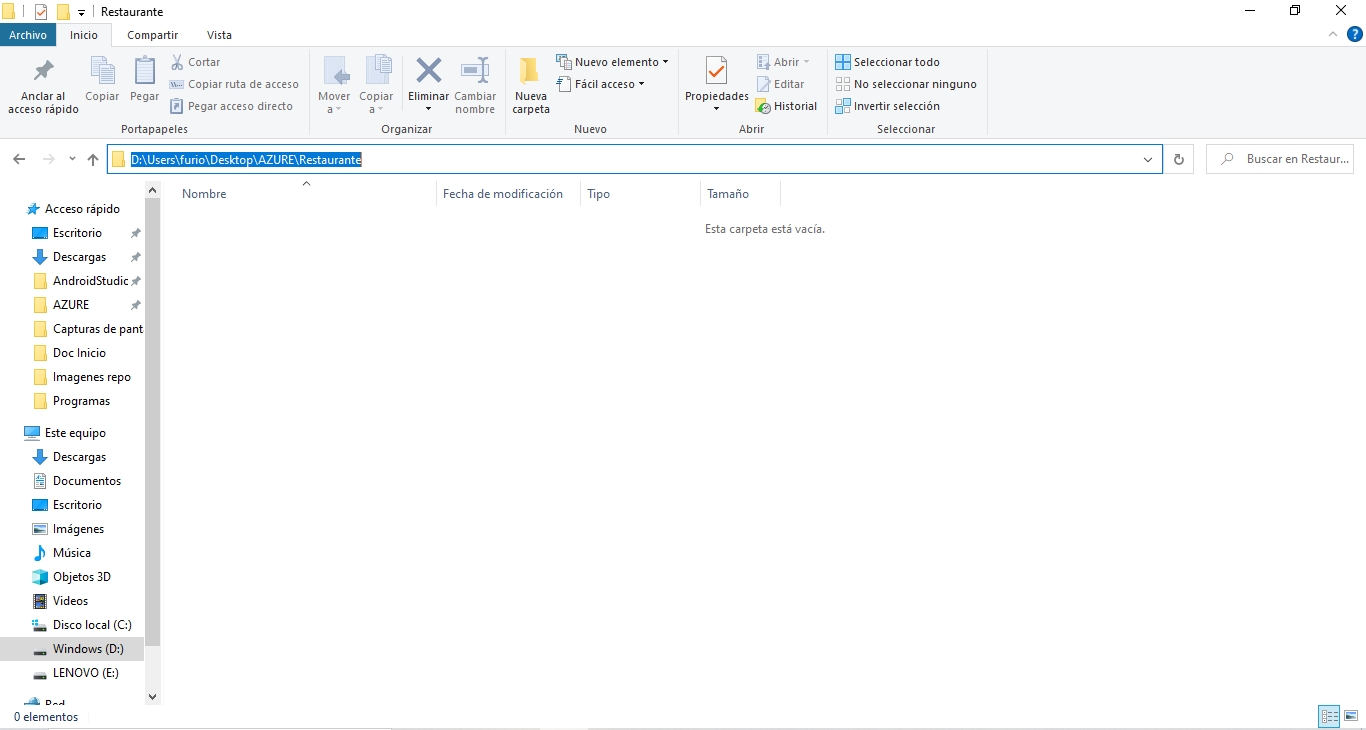 Restaurante
Archivo Inicio Compartir Vista
Anclar al acceso rápido
Copiar
Pegar
Cortar
Copiar ruta de acceso
Pegar acceso directo
Portapapeles
Mover a
Copiar a
Eliminar
Cambiar nombre
Organizar
Nueva carpeta
Nuevo elemento
Fácil acceso
Nuevo
Propiedades
Abrir
Editar
Historial
Abrir
Seleccionar todo
No seleccionar ninguno
Invertir selección
Seleccionar
D:\Users\furio\Desktop\AZURE\Restaurante
Buscar en Restaur...
Nombre Fecha de modificación Tipo Tamaño
Esta carpeta está vacía.
Acceso rápido
Escritorio
Descargas
AndroidStudic
AZURE
Capturas de pant
Doc Inicio
Imagenes repo
Programas
Este equipo
Descargas
Documentos
Escritorio
Imágenes
Música
Objetos 3D
Videos
Disco local (C:)
Windows (D:)
LENOVO (E:)
Red
0 elementos